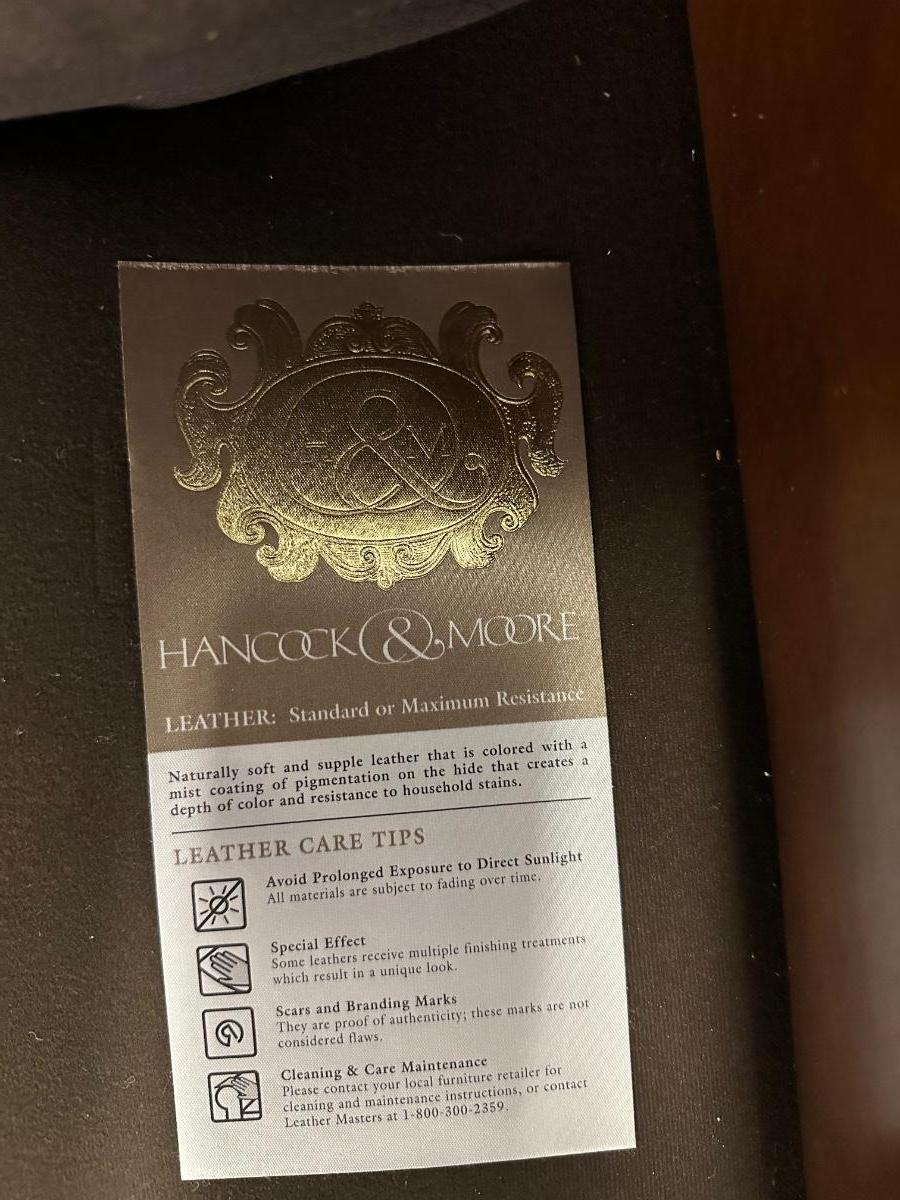 H & M
HANCOCK & MOORE
LEATHER: Standard or Maximum Resistance
Naturally soft and supple leather that is colored with a
mist coating of pigmentation on the hide that creates a
depth of color and resistance to household stains.
LEATHER CARE TIPS
Avoid Prolonged Exposure to Direct Sunlight
All materials are subject to fading over time.
Special Effect
Some leathers receive multiple finishing treatments
which result in a unique look.
Scars and Branding Marks
They are proof of authenticity; these marks are not
considered flaws.
Cleaning & Care Maintenance
Please contact your local furniture retailer for
cleaning and maintenance instructions, or contact
Leather Masters at 1-800-300-2359.